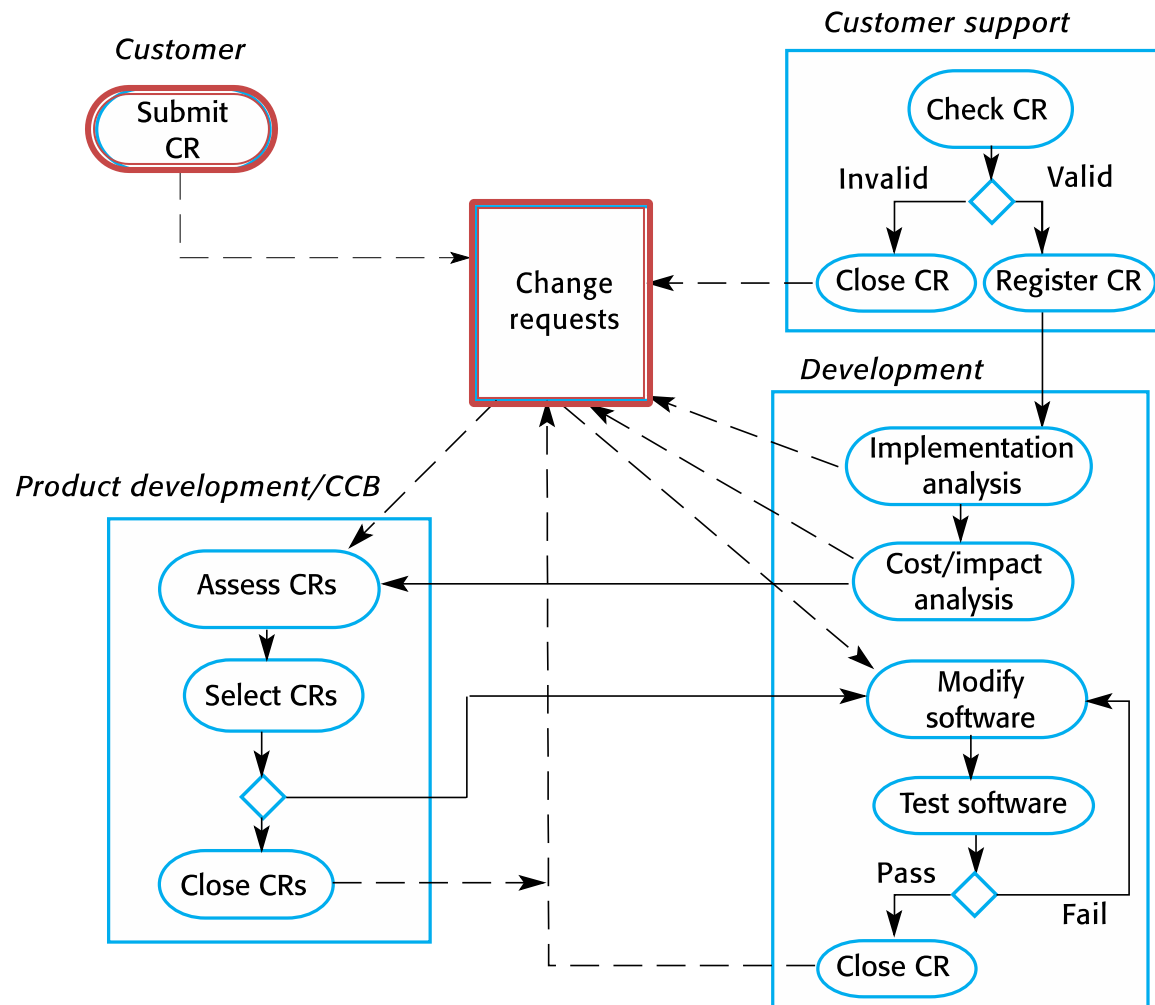 Customer
Submit
CR
Customer support
Check CR
Invalid
Valid
Close CR
Register CR
Change
requests
Development
Implementation
analysis
Cost/impact
analysis
Product development/CCB
Assess CRs
Select CRs
Close CRs
Modify
software
Test software
Pass
Fail
Close CR